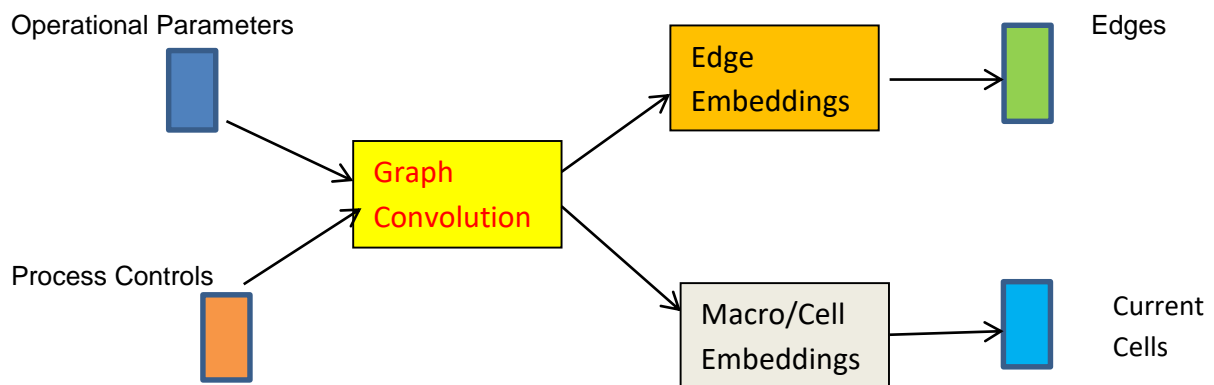 Operational Parameters
Edges
Edge
Embeddings
Graph
Convolution
Process Controls
Macro/Cell
Embeddings
Current
Cells